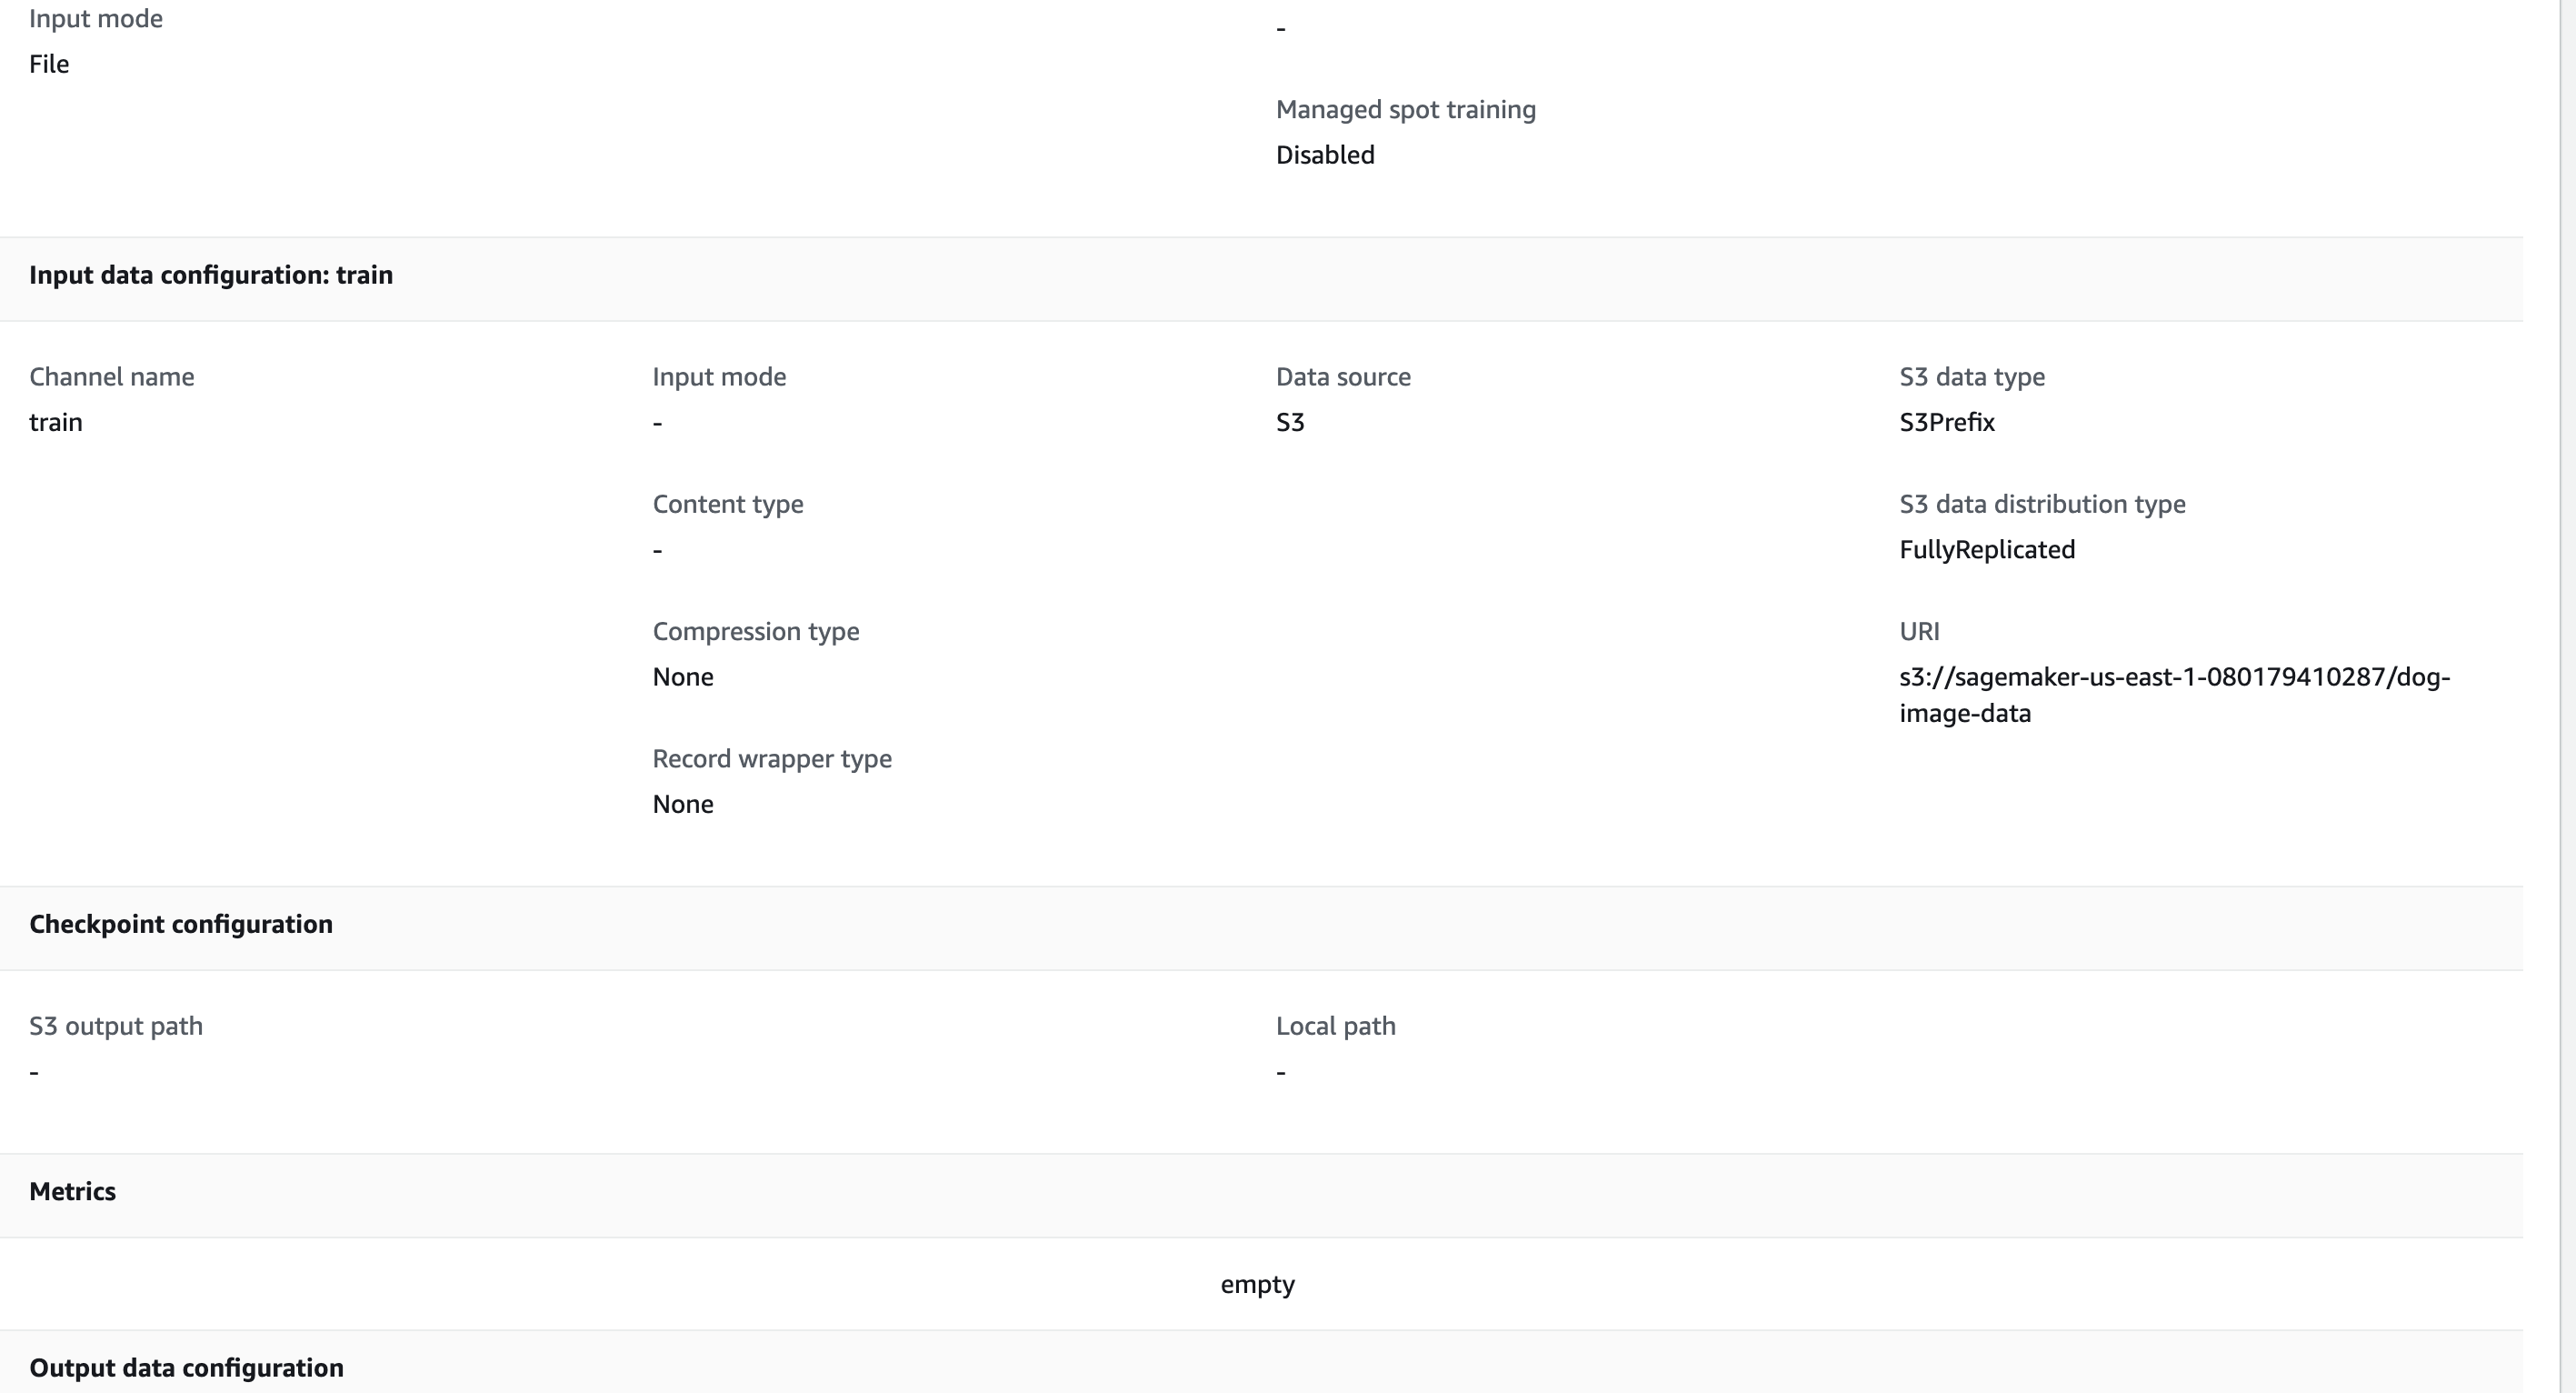 Input mode
File
-
Managed spot training
Disabled
Input data configuration: train
Channel name
train
Input mode
-
Content type
-
Compression type
None
Record wrapper type
None
Data source
S3
S3 data type
S3Prefix
S3 data distribution type
FullyReplicated
URI
s3://sagemaker-us-east-1-080179410287/dog-
image-data
Checkpoint configuration
S3 output path
-
Local path
-
Metrics
empty
Output data configuration